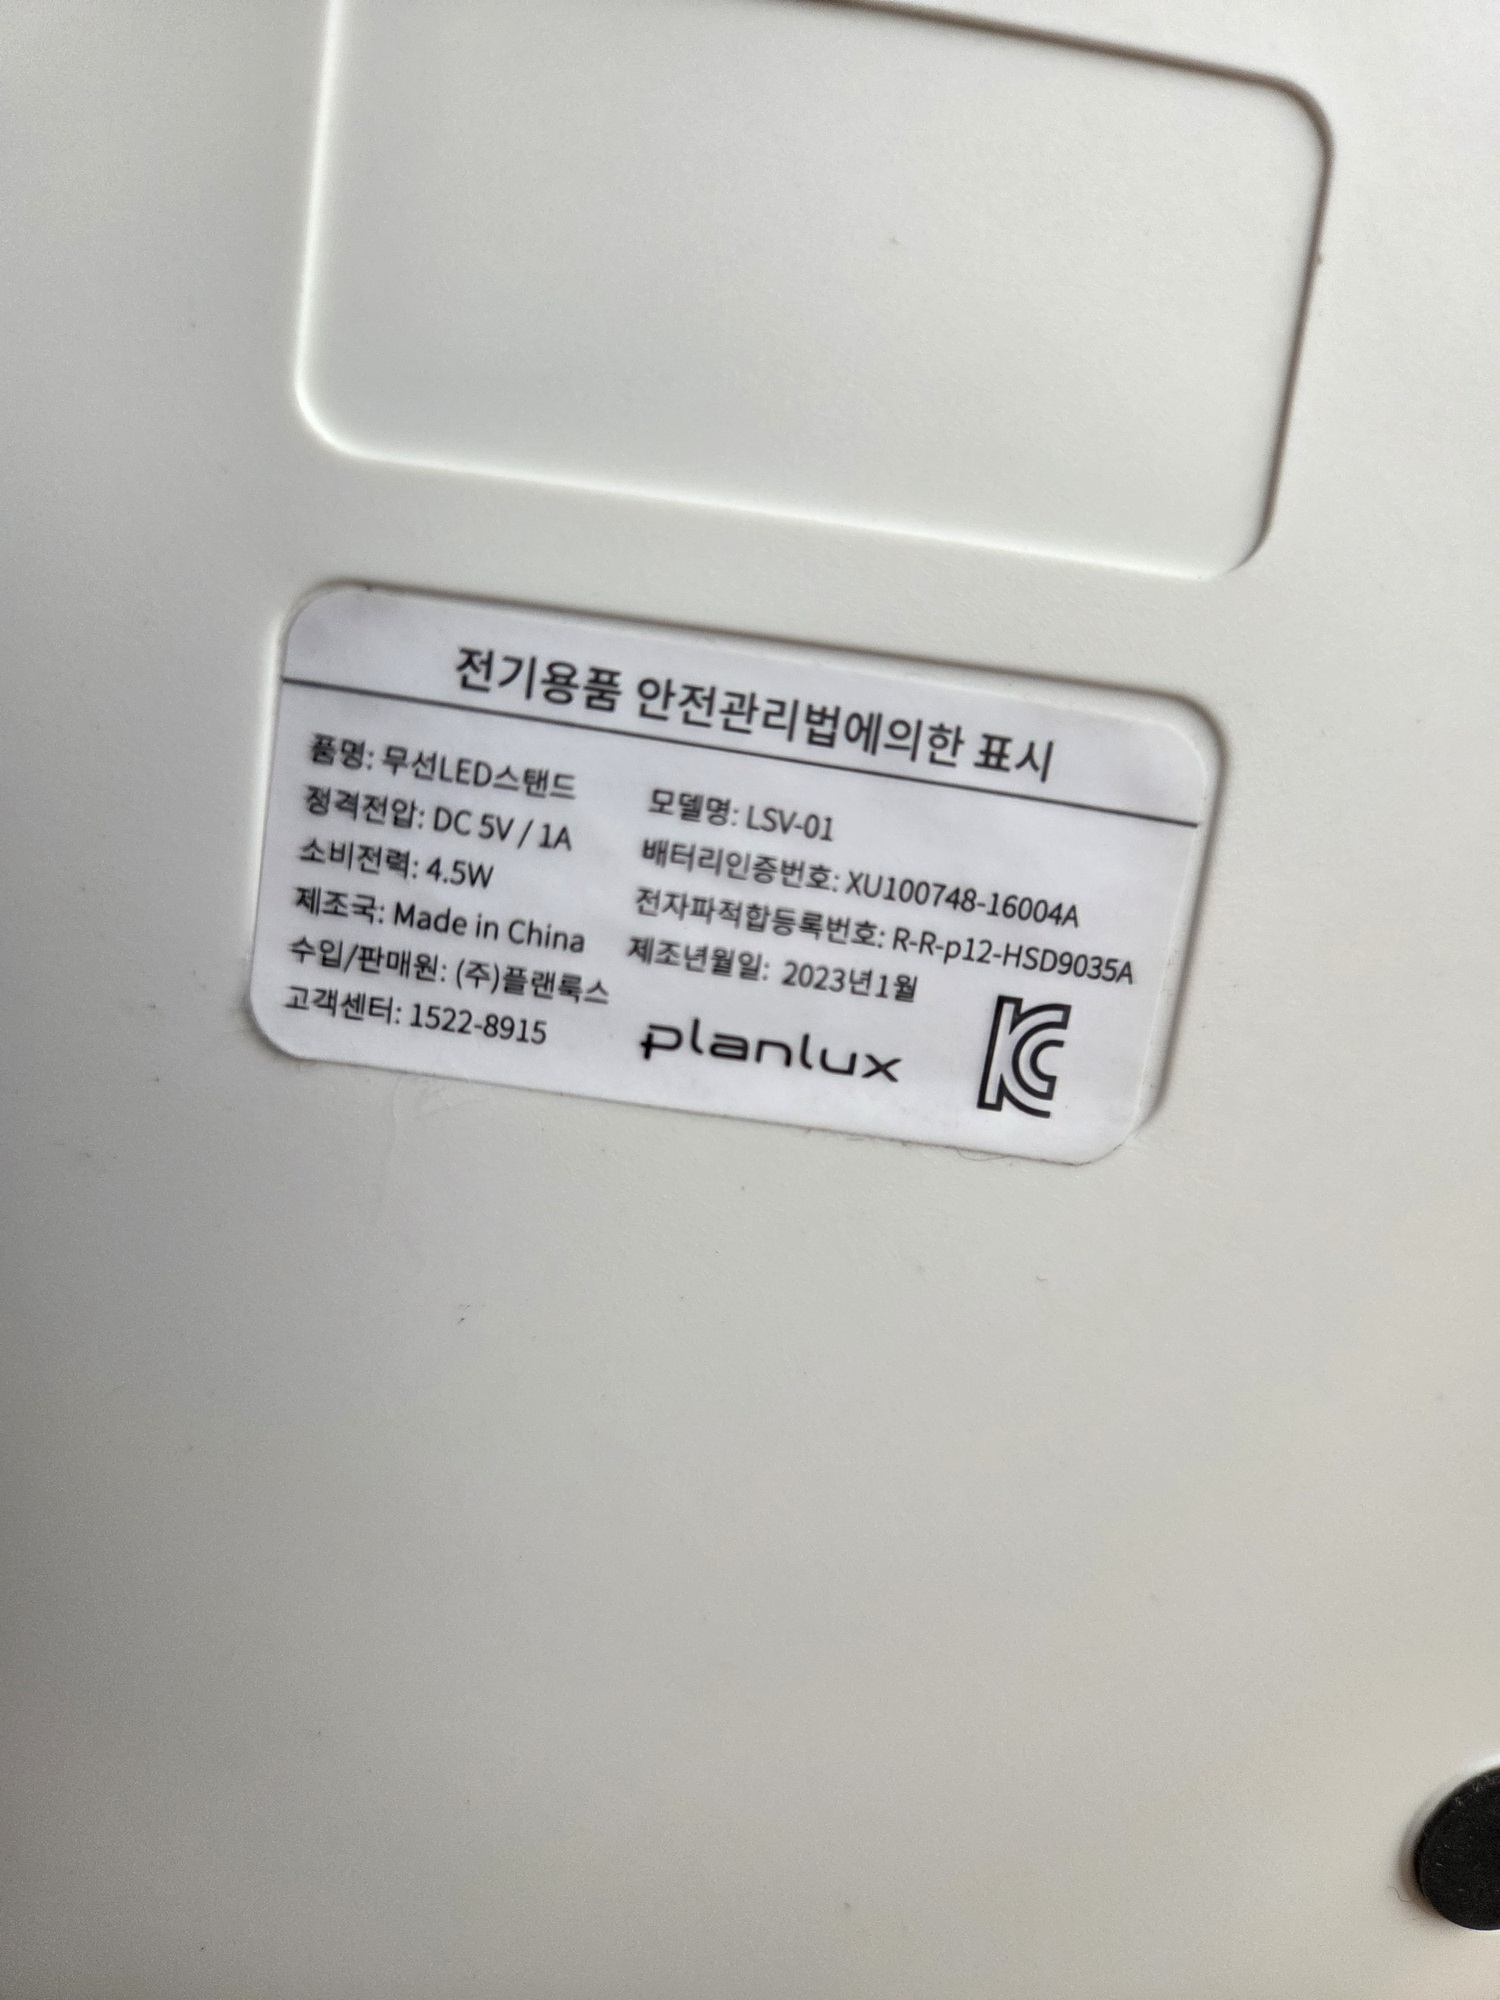 전기용품 안전관리법에의한 표시
품명: 무선LED스탠드
정격전압: DC 5V / 1A
소비전력: 4.5W
제조국: Made in China
수입/판매원: (주)플랜룩스
고객센터: 1522-8915
모델명: LSV-01
배터리인증번호: XU100748-16004A
전자파적합등록번호: R-R-p12-HSD9035A
제조년월일: 2023년1월
planlux
KC